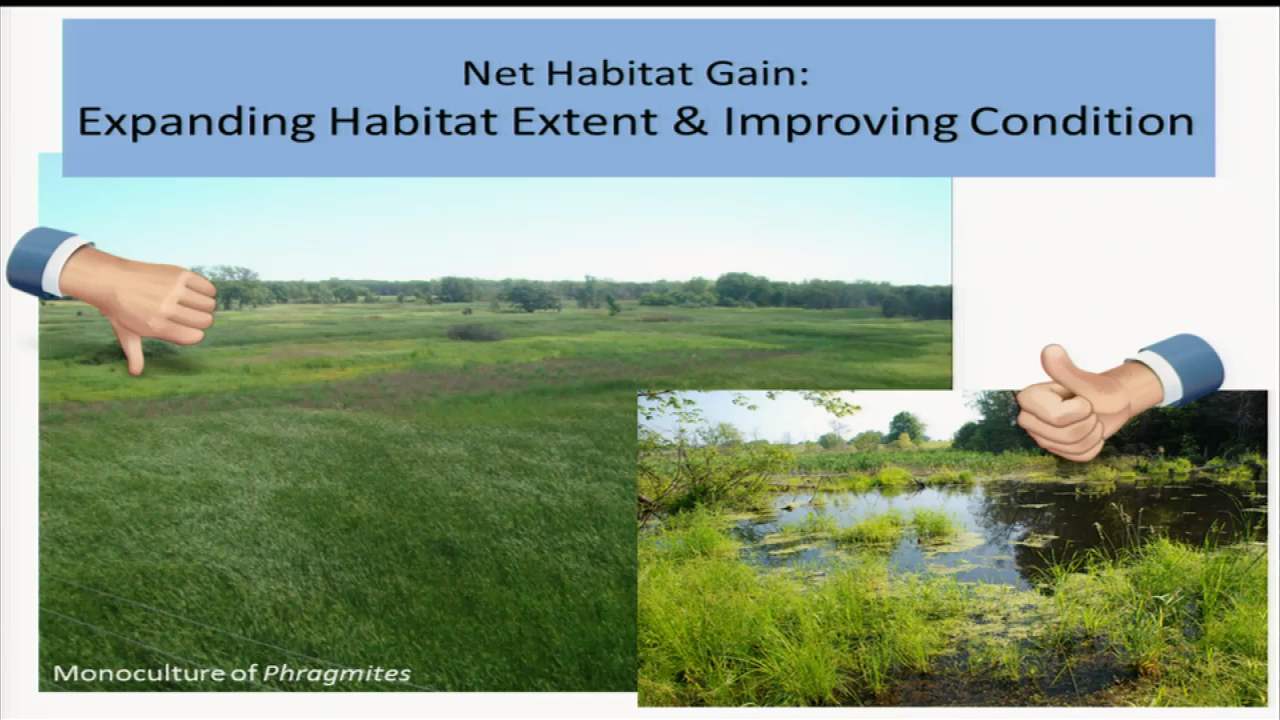 Net Habitat Gain:
Expanding Habitat Extent & Improving Condition
Monoculture of Phragmites